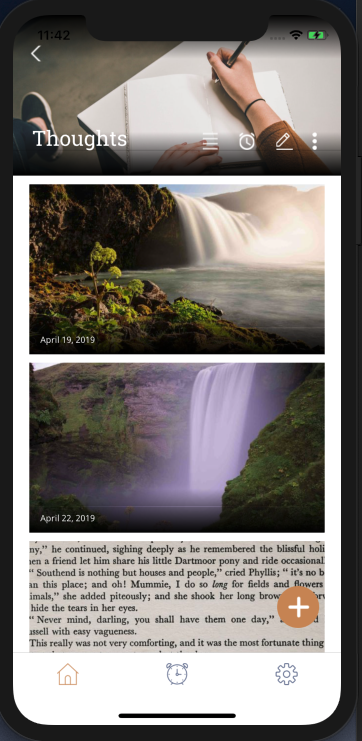 11:42
Thoughts
April 19, 2019
April 22, 2019
ny," he continued, sighing deeply as he remembered the blissful holi
en a friend let him share his little Dartmoor pony and ride occasional
" Southend is nothing but houses and people," cried Phyllis; " it's no b
an this place; and oh! Mummie, I do so long for fields and flowers
imals," she added piteously; and she shook her long brow
hide the tears in her eyes.
" Never mind, darling, you shall have them one day,"
ussell with easy vagueness.
This really was not very comforting, and it was the most fortunate thing